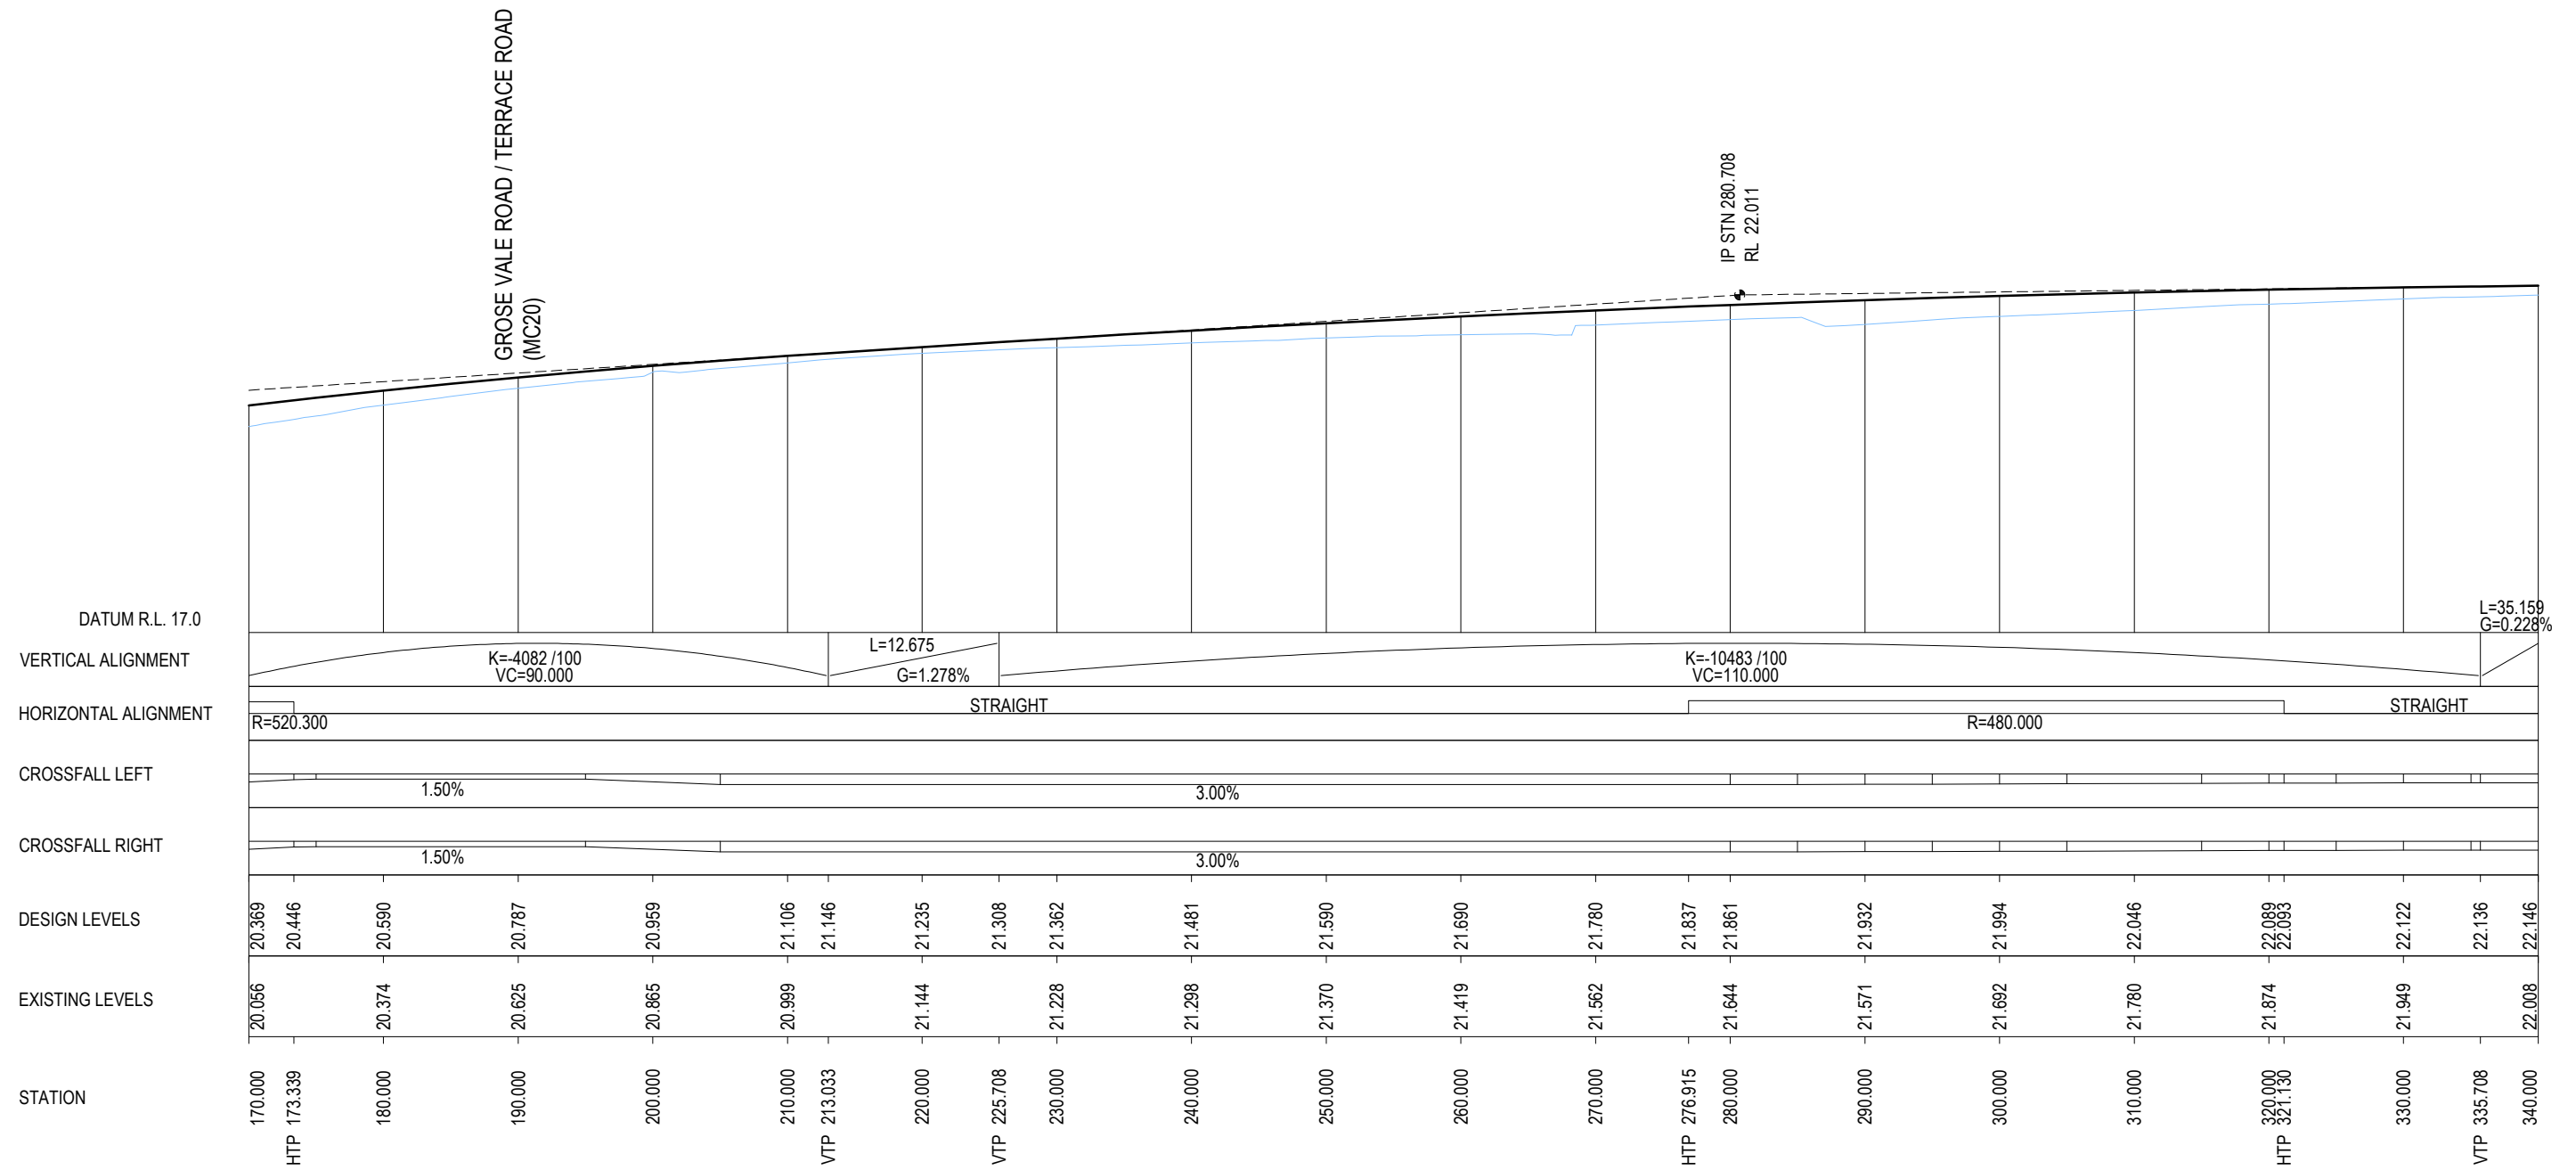 GROSE VALE ROAD / TERRACE ROAD
(MC20)
IP STN 280.708
RL 22.011
DATUM R.L. 17.0
L=35.159
G=0.228%
VERTICAL ALIGNMENT
K=-4082 /100
VC=90.000
L=12.675
G=1.278%
K=-10483 /100
VC=110.000
HORIZONTAL ALIGNMENT
R=520.300
STRAIGHT
R=480.000
STRAIGHT
CROSSFALL LEFT
1.50%
3.00%
CROSSFALL RIGHT
1.50%
3.00%
DESIGN LEVELS
20.369
20.446
20.590
20.787
20.959
21.106
21.146
21.235
21.308
21.362
21.481
21.590
21.690
21.780
21.837
21.861
21.932
21.994
22.046
22.089
22.093
22.122
22.136
22.146
EXISTING LEVELS
20.056
20.374
20.625
20.865
20.999
21.144
21.228
21.298
21.370
21.419
21.562
21.644
21.571
21.692
21.780
21.874
21.949
22.008
STATION
170.000
HTP 173.339
180.000
190.000
200.000
210.000
VTP 213.033
220.000
VTP 225.708
230.000
240.000
250.000
260.000
270.000
HTP 276.915
280.000
290.000
300.000
310.000
320.000
HTP 321.130
330.000
VTP 335.708
340.000